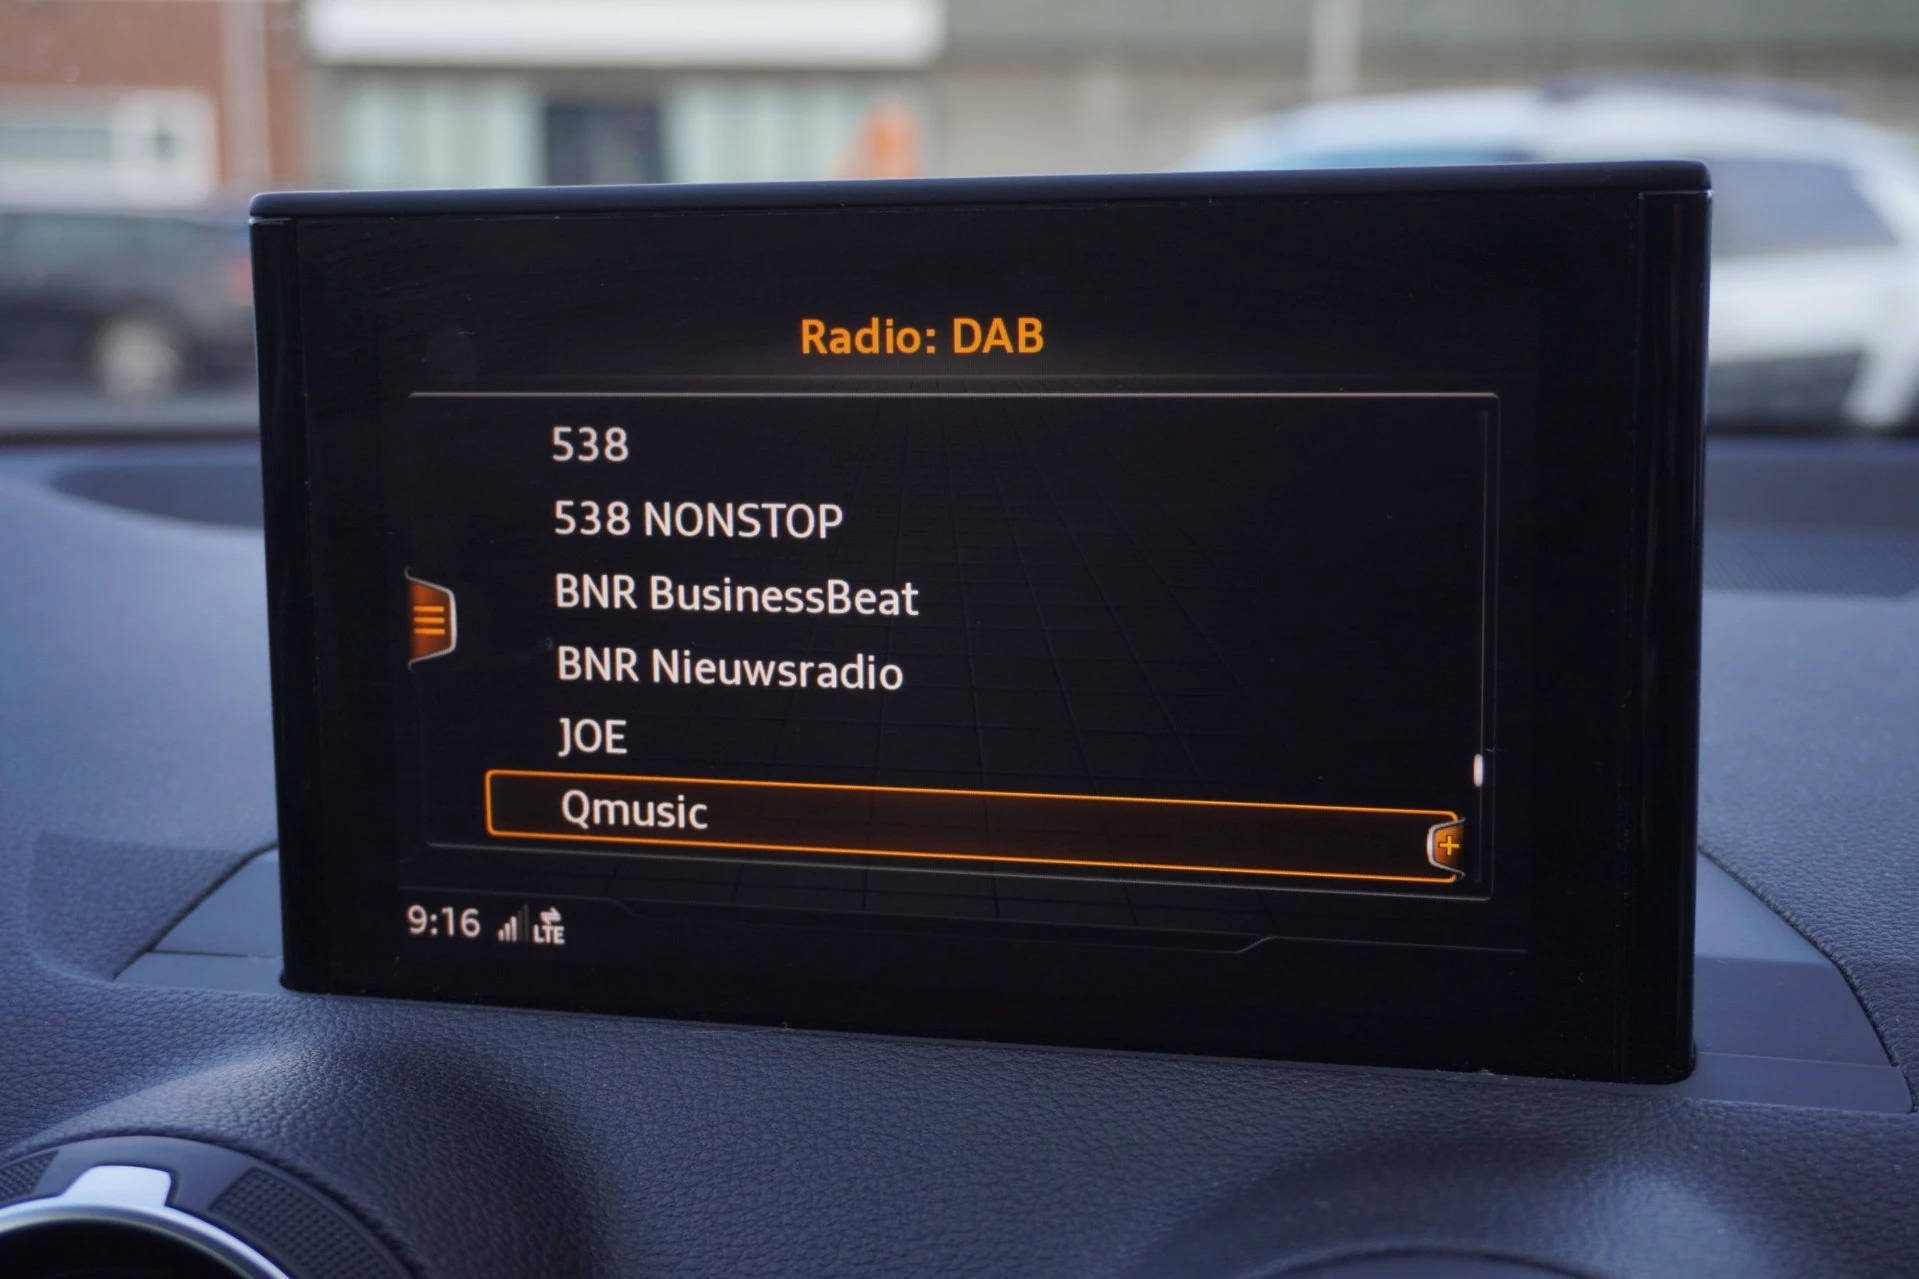 Radio: DAB
538
538 NONSTOP
BNR BusinessBeat
BNR Nieuwsradio
JOE
Qmusic
9:16 LTE